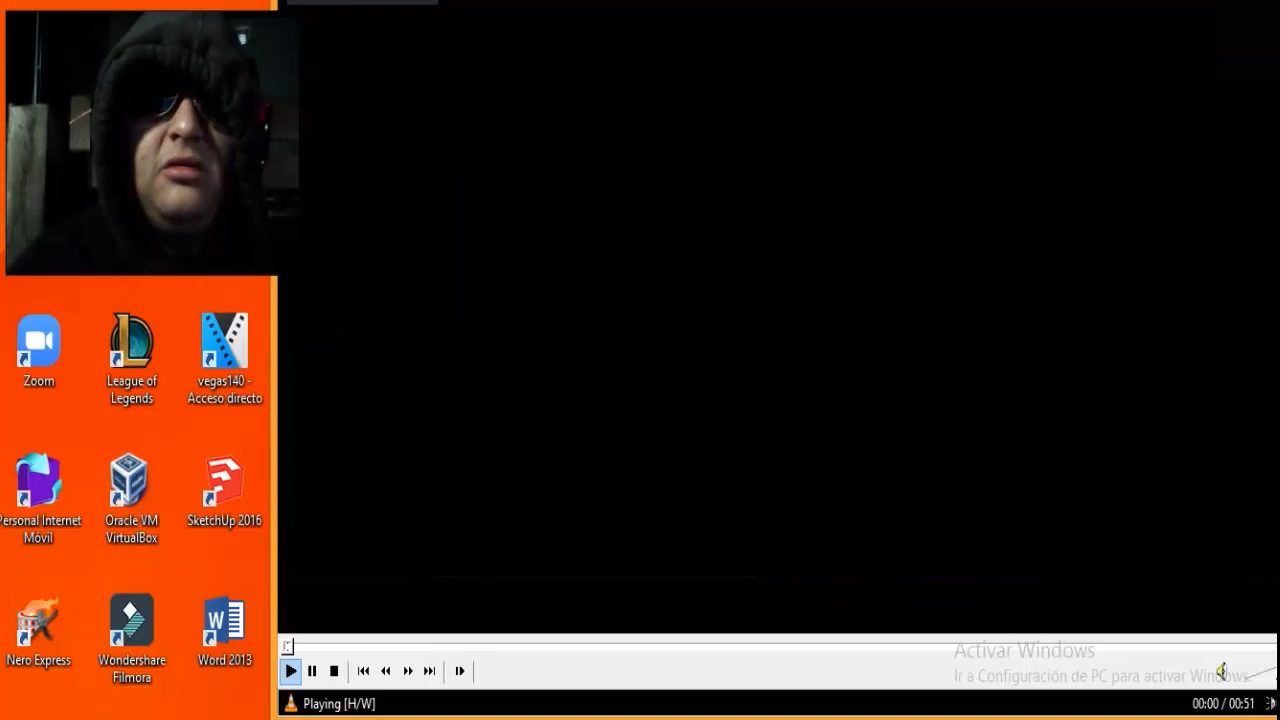 Zoom
League of
Legends
vegas140 -
Acceso directo
Personal Internet
Móvil
Oracle VM
VirtualBox
SketchUp 2016
Nero Express
Wondershare
Filmora
Word 2013
Activar Windows
Ir a Configuración de PC para activar Windows.
Playing [H/W]
00:00 / 00:51